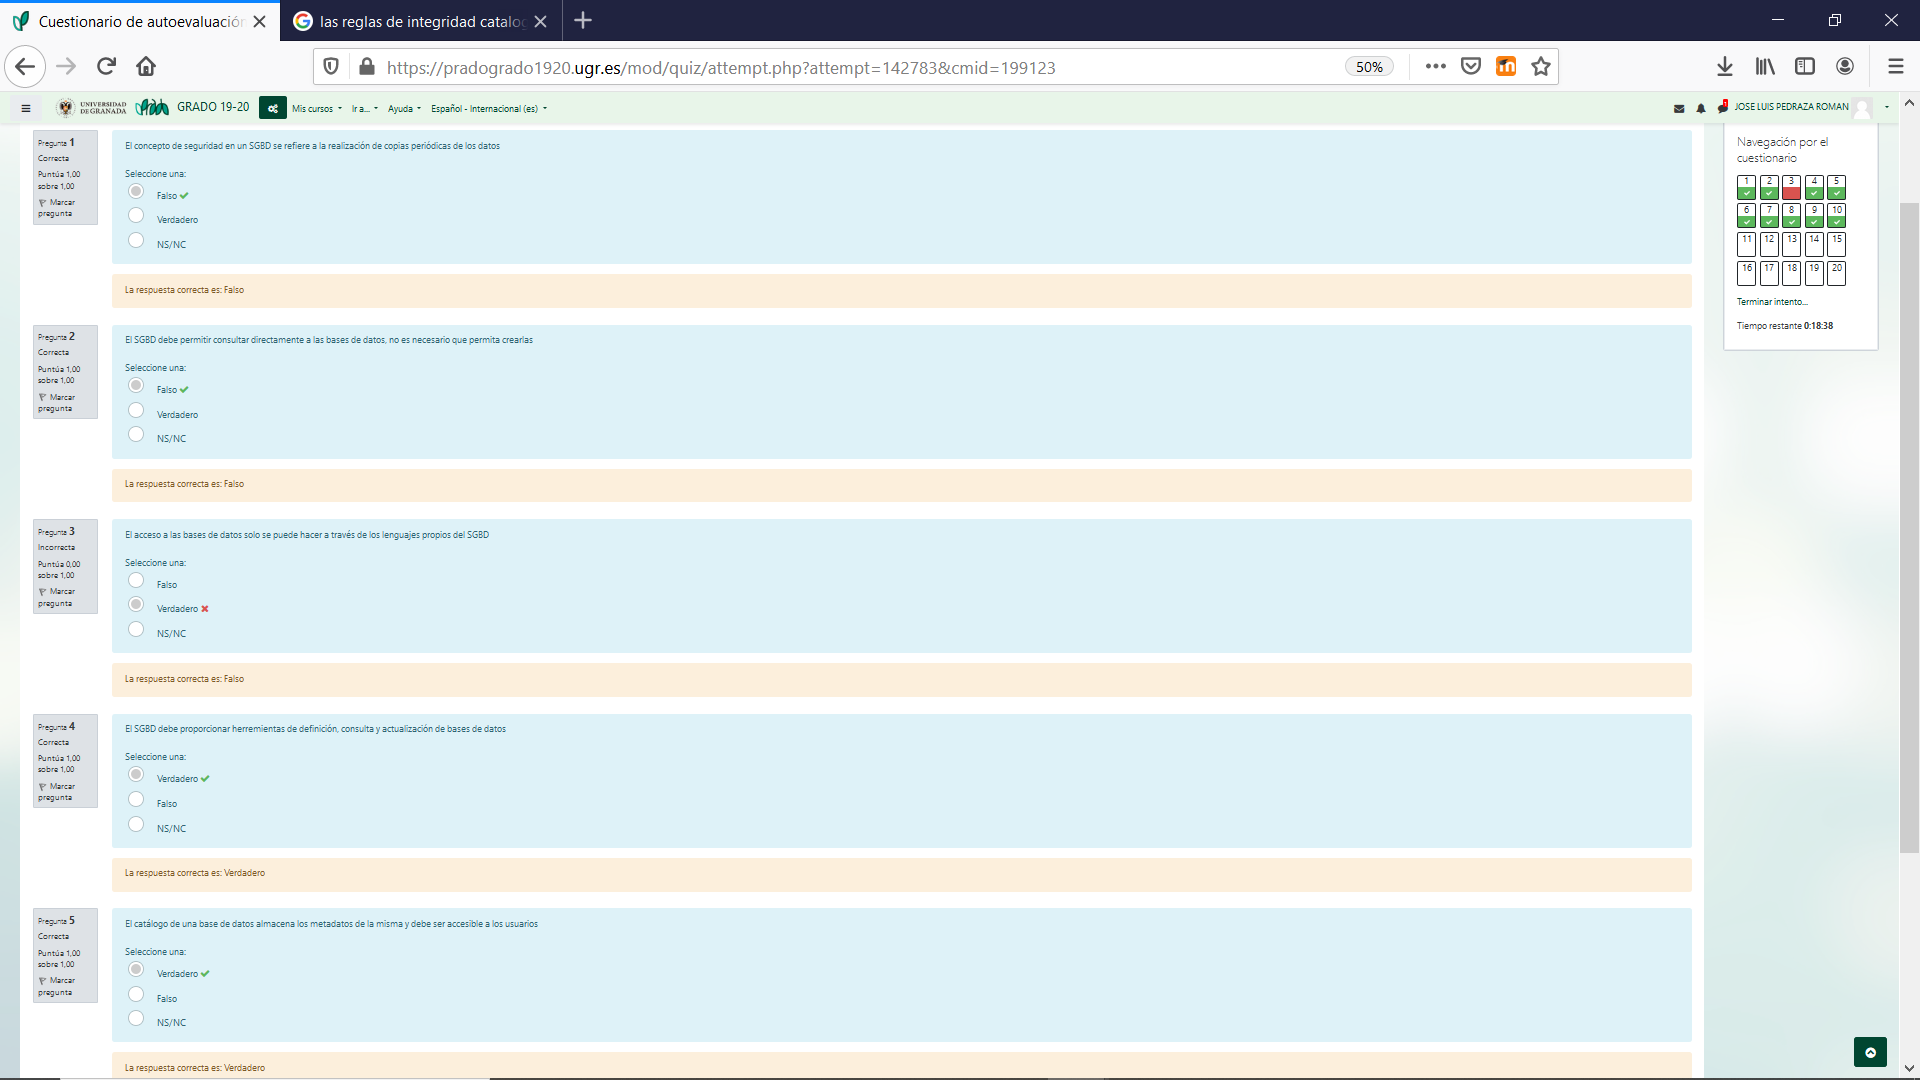 Cuestionario de autoevaluación
las reglas de integridad catalog
https://pradogrado1920.ugr.es/mod/quiz/attempt.php?attempt=142783&cmid=199123
50%
UNIVERSIDAD DE GRANADA
GRADO 19-20
Mis cursos
Ir a...
Ayuda
Español - Internacional (es)
JOSE LUIS PEDRAZA ROMAN
Pregunta 1
Correcta
Puntúa 1,00
sobre 1,00
Marcar
pregunta
El concepto de seguridad en un SGBD se refiere a la realización de copias periódicas de los datos
Seleccione una:
Falso
Verdadero
NS/NC
La respuesta correcta es: Falso
Pregunta 2
Correcta
Puntúa 1,00
sobre 1,00
Marcar
pregunta
El SGBD debe permitir consultar directamente a las bases de datos, no es necesario que permita crearlas
Seleccione una:
Falso
Verdadero
NS/NC
La respuesta correcta es: Falso
Pregunta 3
Incorrecta
Puntúa 0,00
sobre 1,00
Marcar
pregunta
El acceso a las bases de datos solo se puede hacer a través de los lenguajes propios del SGBD
Seleccione una:
Falso
Verdadero
NS/NC
La respuesta correcta es: Falso
Pregunta 4
Correcta
Puntúa 1,00
sobre 1,00
Marcar
pregunta
El SGBD debe proporcionar herremientas de definición, consulta y actualización de bases de datos
Seleccione una:
Verdadero
Falso
NS/NC
La respuesta correcta es: Verdadero
Pregunta 5
Correcta
Puntúa 1,00
sobre 1,00
Marcar
pregunta
El catálogo de una base de datos almacena los metadatos de la misma y debe ser accesible a los usuarios
Seleccione una:
Verdadero
Falso
NS/NC
La respuesta correcta es: Verdadero
Navegación por el
cuestionario
1 2 3 4 5
6 7 8 9 10
11 12 13 14 15
16 17 18 19 20
Terminar intento...
Tiempo restante 0:18:38